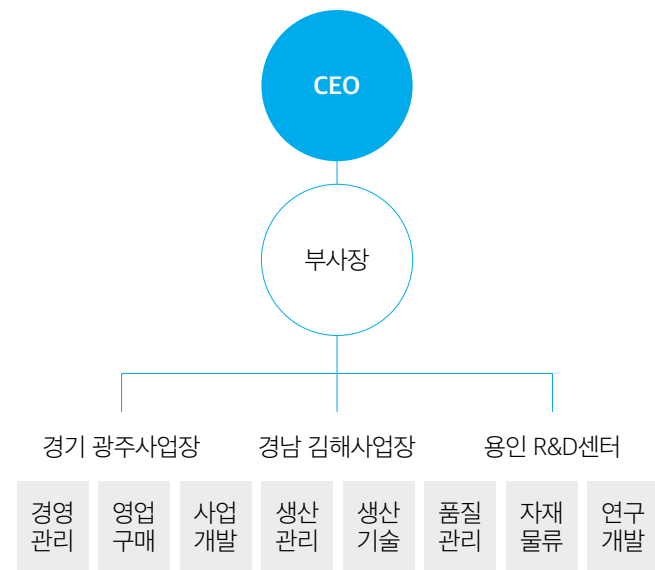 CEO
부사장
경기 광주사업장
경남 김해사업장
용인 R&D센터
경영
관리
영업
구매
사업
개발
생산
관리
생산
기술
품질
관리
자재
물류
연구
개발